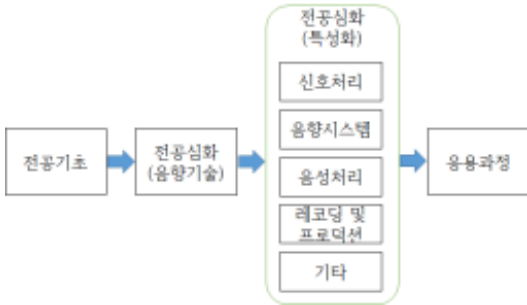 전공기초
전공심화
(음향기술)
전공심화
(특성화)
신호처리
음향시스템
음성처리
레코딩 및
프로덕션
기타
응용과정